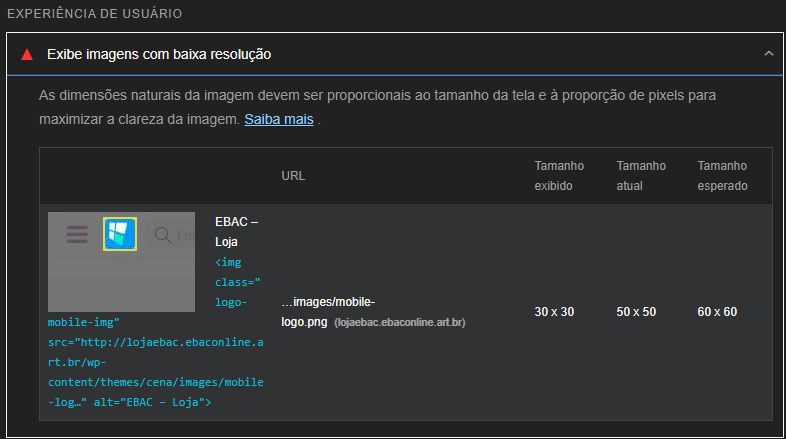 EXPERIÊNCIA DE USUÁRIO
Exibe imagens com baixa resolução
As dimensões naturais da imagem devem ser proporcionais ao tamanho da tela e à proporção de pixels para
maximizar a clareza da imagem. Saiba mais .
URL
Tamanho
exibido
Tamanho
atual
Tamanho
esperado
I'm
EBAC –
Loja
<img
class="
logo-
mobile-img"
src="http://lojaebac.ebaconline.a
rt.br/wp-
content/themes/cena/images/mobile
-log…" alt="EBAC – Loja">
…images/mobile-
logo.png (lojaebac.ebaconline.art.br)
30 x 30
50 x 50
60 x 60